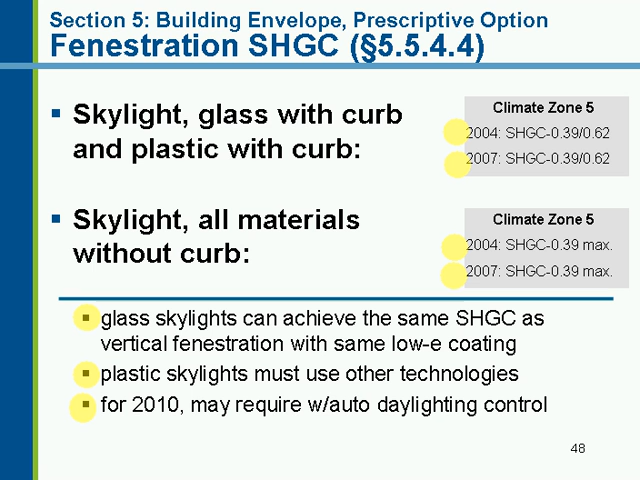 Section 5: Building Envelope, Prescriptive Option
Fenestration SHGC (§5.5.4.4)
▪ Skylight, glass with curb
and plastic with curb:
Climate Zone 5
2004: SHGC-0.39/0.62
2007: SHGC-0.39/0.62
▪ Skylight, all materials
without curb:
Climate Zone 5
2004: SHGC-0.39 max.
2007: SHGC-0.39 max.
▪ glass skylights can achieve the same SHGC as
vertical fenestration with same low-e coating
▪ plastic skylights must use other technologies
▪ for 2010, may require w/auto daylighting control
48